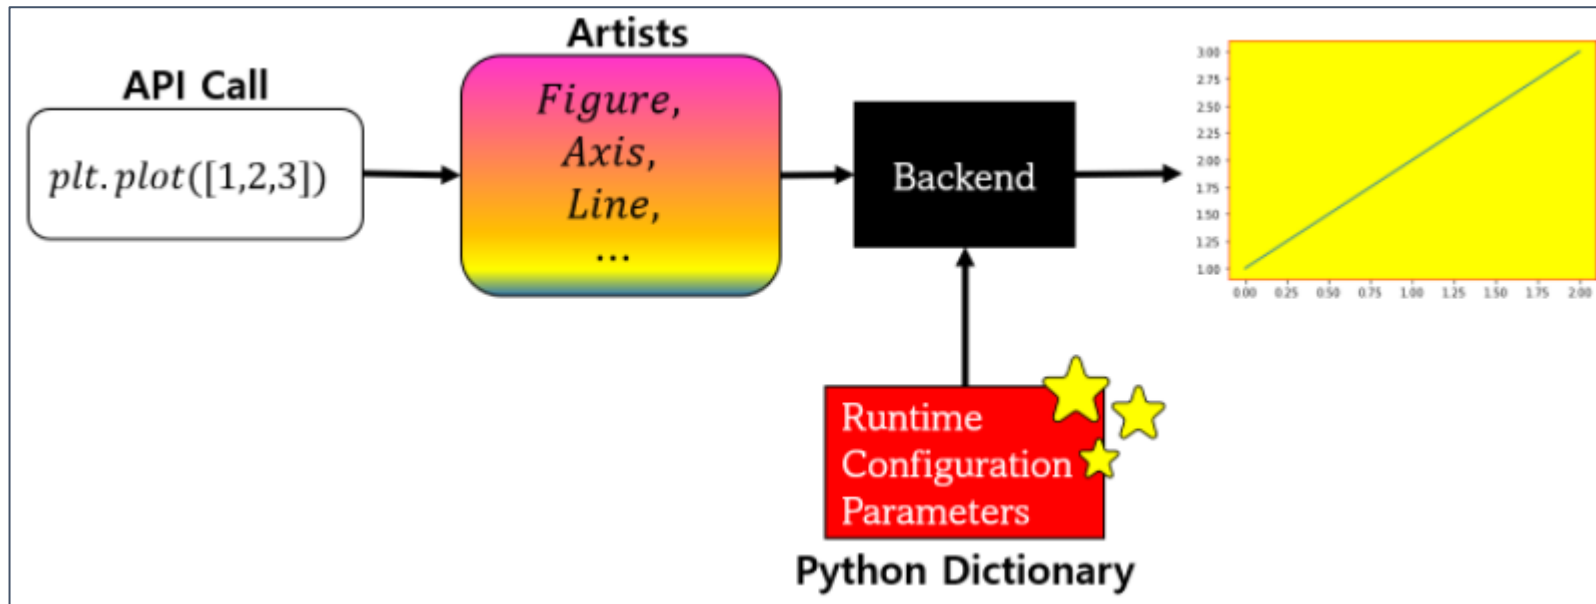 API Call
plt.plot([1,2,3])
Artists
Figure,
Axis,
Line,
...
Backend
Runtime
Configuration
Parameters
Python Dictionary
3.00
2.75
2.50
2.25
2.00
1.75
1.50
1.25
1.00
0.00 0.25 0.50 0.75 1.00 1.25 1.50 1.75 2.00